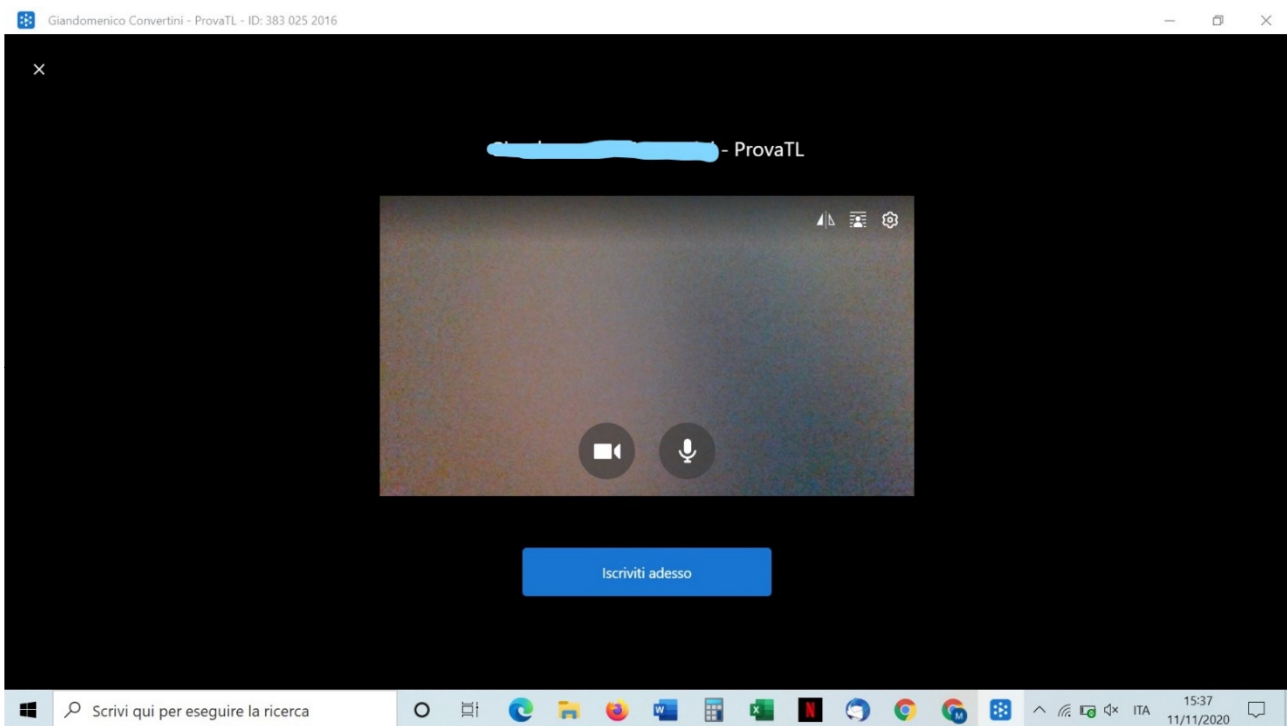 Giandomenico Convertini - ProvaTL - ID: 383 025 2016
- ProvaTL
Iscriviti adesso
Scrivi qui per eseguire la ricerca
ITA
15:37
11/11/2020